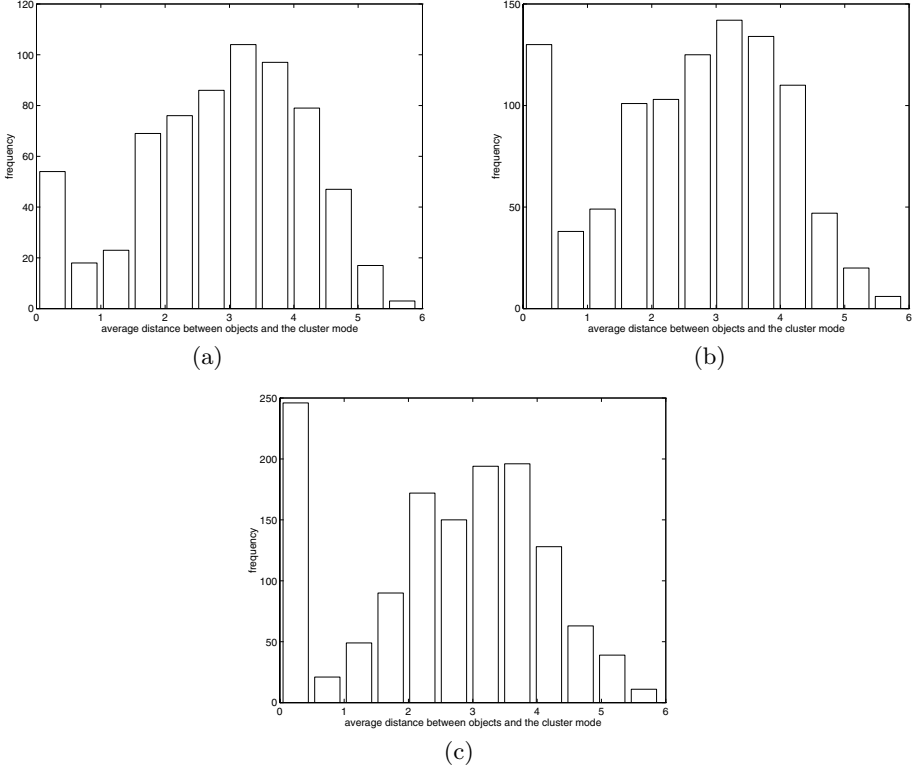 120
100
80
60
40
20
0
frequency
0 1 2 3 4 5 6
average distance between objects and the cluster mode
(a)
150
100
50
0
frequency
0 1 2 3 4 5 6
average distance between objects and the cluster mode
(b)
250
200
150
100
50
0
frequency
0 1 2 3 4 5 6
average distance between objects and the cluster mode
(c)